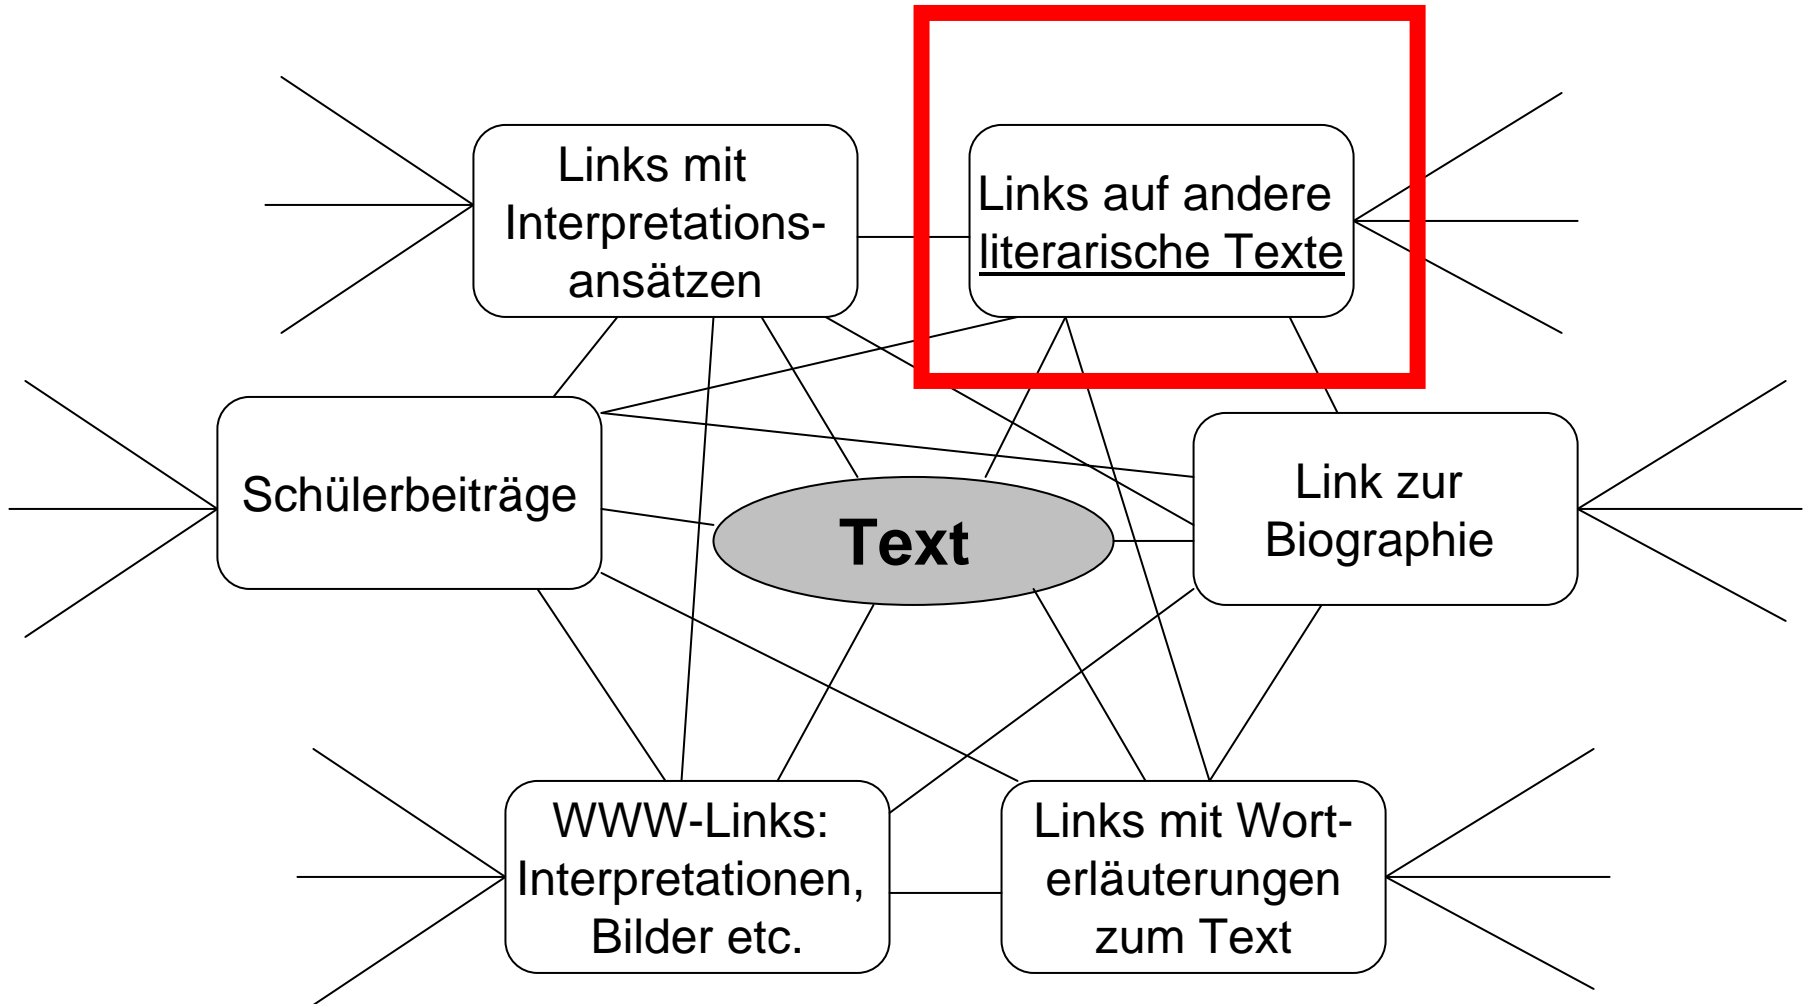 Links mit
Interpretations-
ansätzen
Links auf andere
literarische Texte
Schülerbeiträge
Text
Link zur
Biographie
WWW-Links:
Interpretationen,
Bilder etc.
Links mit Wort-
erläuterungen
zum Text